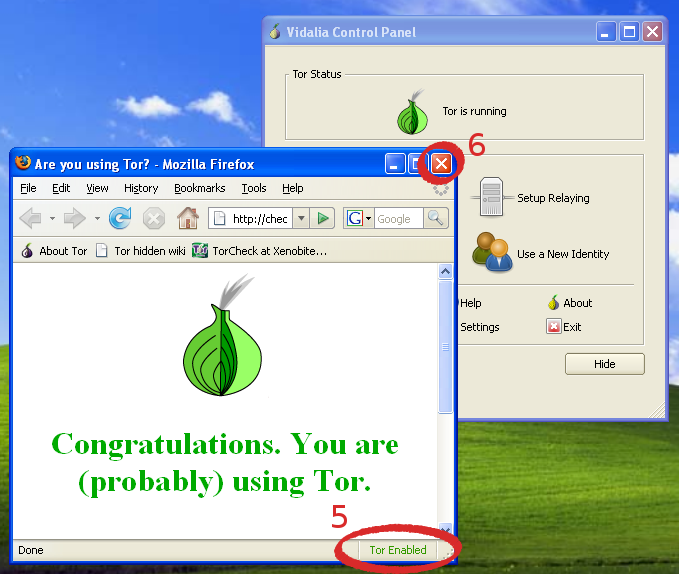 Vidalia Control Panel
Tor Status
Tor is running
6
Are you using Tor? - Mozilla Firefox
File Edit View History Bookmarks Tools Help
Setup Relaying
http://chec
G
Google
About Tor
Tor hidden wiki
Tor
TorCheck at Xenobite...
Use a New Identity
Help
About
Settings
Exit
Hide
Congratulations. You are
(probably) using Tor.
5
Done
Tor Enabled